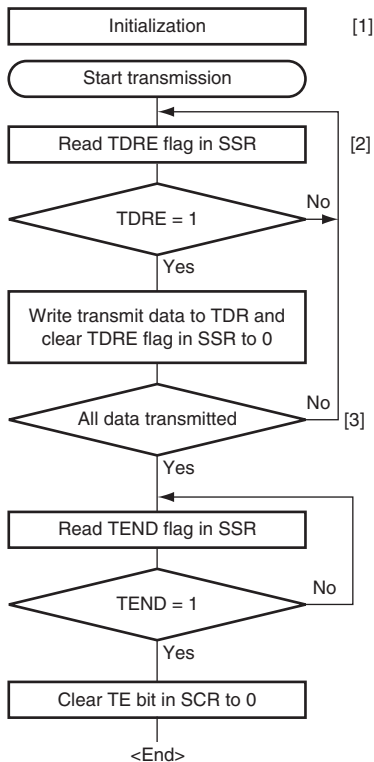 Initialization [1]
Start transmission
Read TDRE flag in SSR [2]
No
TDRE = 1
Yes
Write transmit data to TDR and
clear TDRE flag in SSR to 0
No
All data transmitted [3]
Yes
Read TEND flag in SSR
No
TEND = 1
Yes
Clear TE bit in SCR to 0
<End>